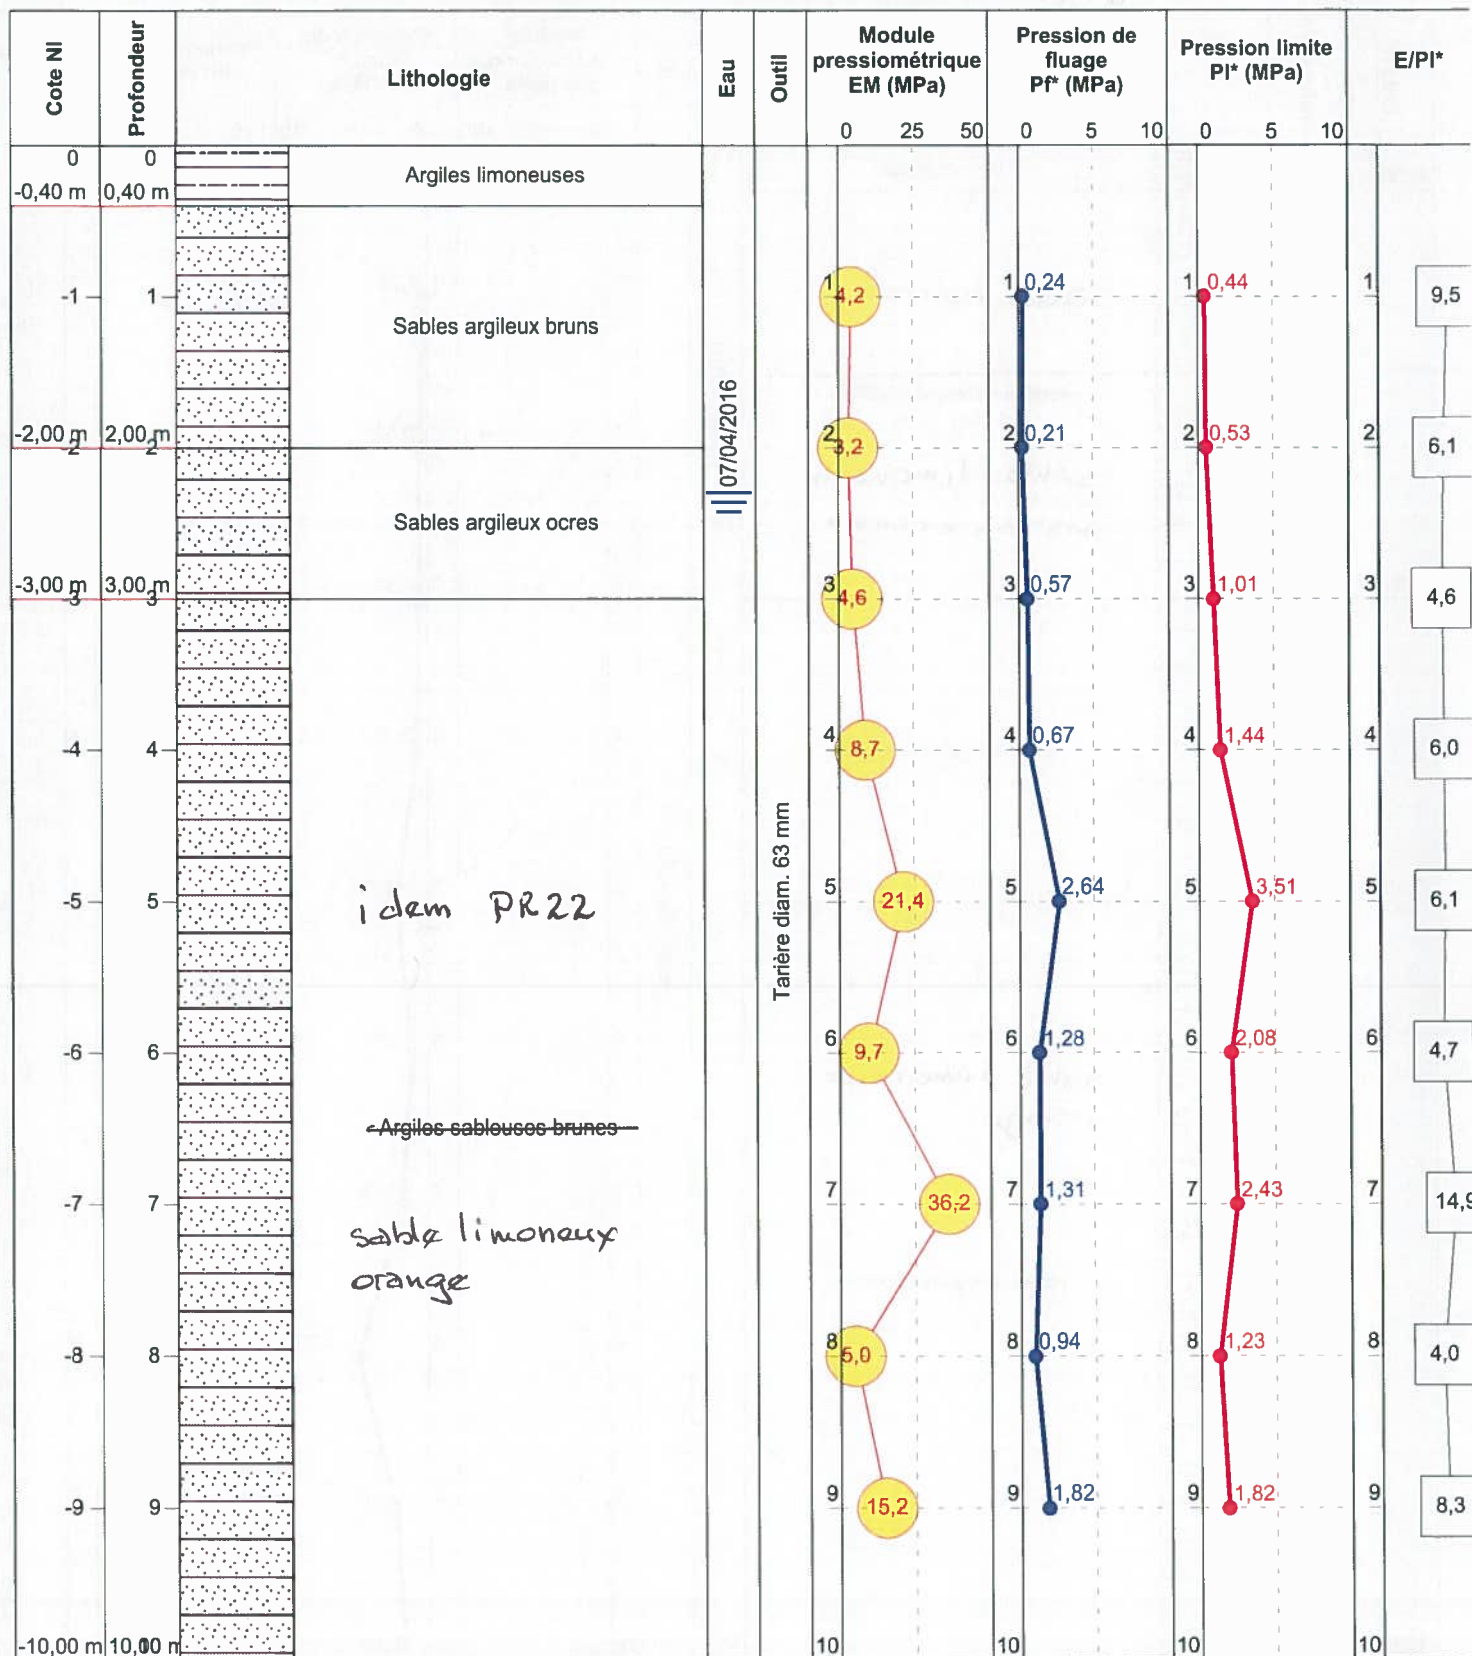 Cote NI
Profondeur
Lithologie
Eau
Outil
Module
pressiométrique
EM (MPa)
0 25 50
Pression de
fluage
Pf* (MPa)
0 5 10
Pression limite
Pl* (MPa)
0 5 10
E/Pl*
0 0
-0,40 m 0,40 m
Argiles limoneuses
-1 1
Sables argileux bruns
1 4,2 1 0,24 1 0,44 1 9,5
07/04/2016
-2,00 m 2,00 m
-2 2
2 3,2 2 0,21 2 0,53 2 6,1
Sables argileux ocres
-3,00 m 3,00 m
-3 3
3 4,6 3 0,57 3 1,01 3 4,6
-4 4
4 8,7 4 0,67 4 1,44 4 6,0
Tarière diam. 63 mm
-5 5
idem PR22
5 21,4 5 2,64 5 3,51 5 6,1
-6 6
6 9,7 6 1,28 6 2,08 6 4,7
Argiles sableuses brunes
-7 7
7 36,2 7 1,31 7 2,43 7 14,9
sable limoneux
orange
-8 8
8 5,0 8 0,94 8 1,23 8 4,0
-9 9
9 15,2 9 1,82 9 1,82 9 8,3
-10,00 m 10,00 m
10 10 10 10